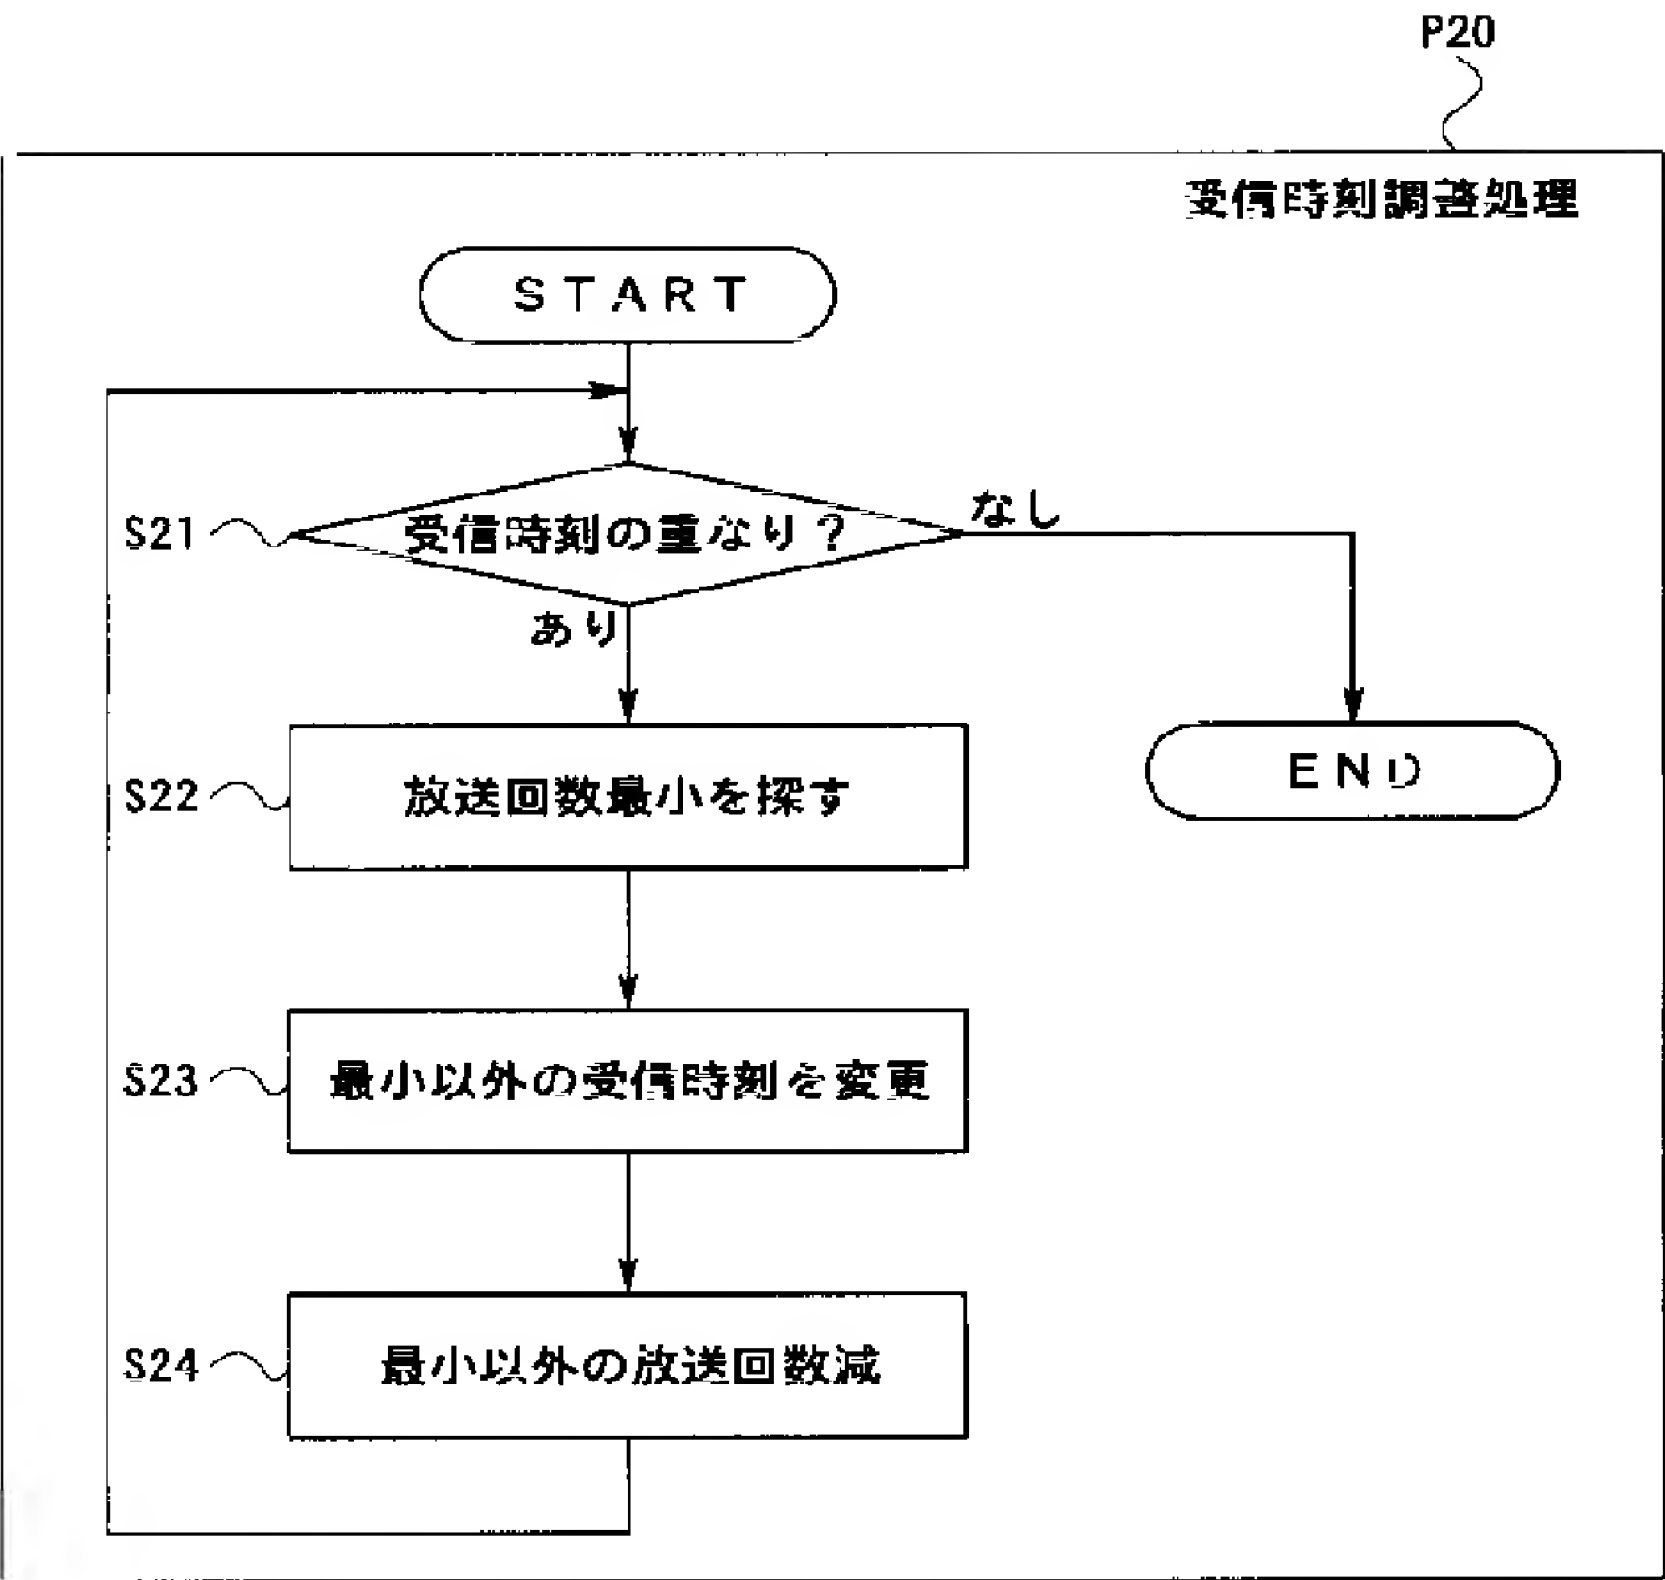 P20
受信時刻調整処理
START
S21
受信時刻の重なり？
なし
あり
S22
放送回数最小を探す
END
S23
最小以外の受信時刻を変更
S24
最小以外の放送回数減